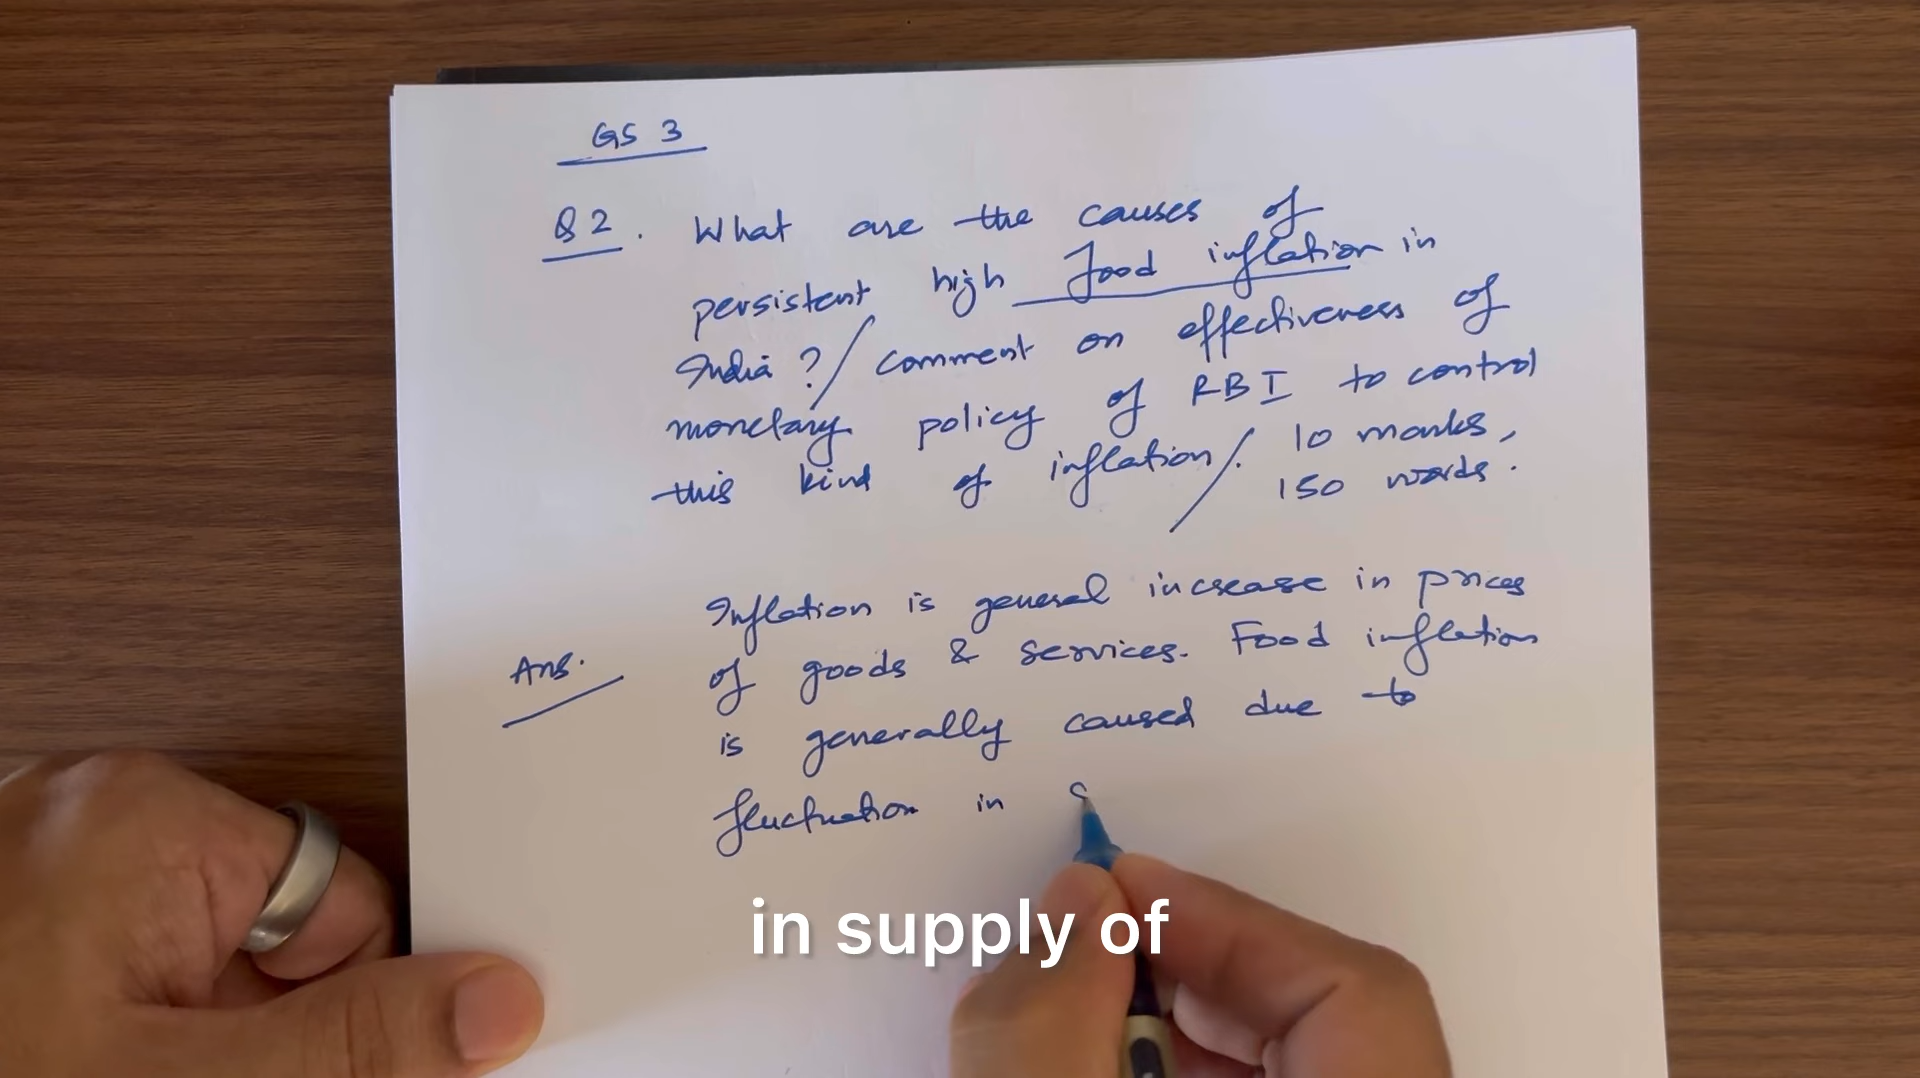 GS 3
Q2. What are the causes of
persistent high food inflation in
India? / Comment on effectiveness of
monetary policy of RBI to control
this kind of inflation/. 10 marks,
150 words.
Ans. Inflation is general increase in prices
of goods & services. Food inflation
is generally caused due to
fluctuation in s
in supply of